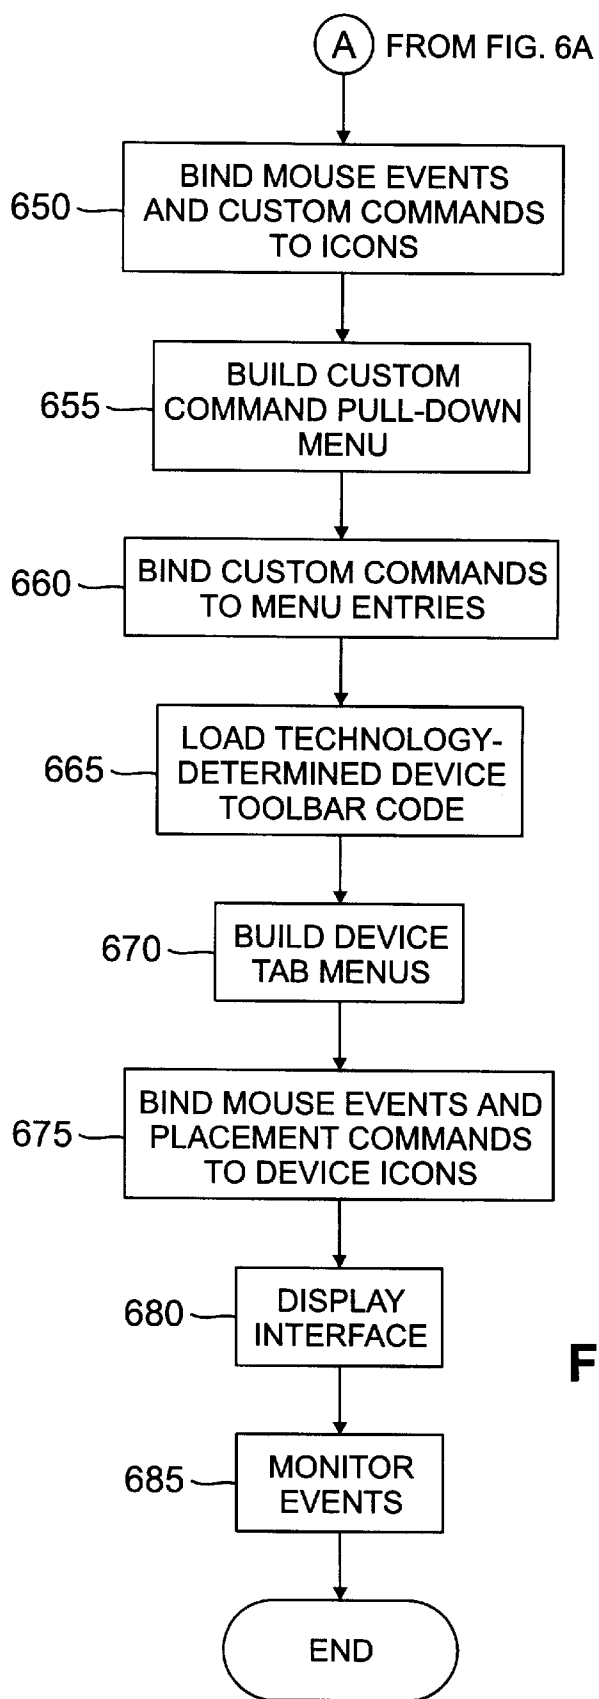 A FROM FIG. 6A
650
BIND MOUSE EVENTS
AND CUSTOM COMMANDS
TO ICONS
655
BUILD CUSTOM
COMMAND PULL-DOWN
MENU
660
BIND CUSTOM COMMANDS
TO MENU ENTRIES
665
LOAD TECHNOLOGY-
DETERMINED DEVICE
TOOLBAR CODE
670
BUILD DEVICE
TAB MENUS
675
BIND MOUSE EVENTS AND
PLACEMENT COMMANDS
TO DEVICE ICONS
680
DISPLAY
INTERFACE
F
685
MONITOR
EVENTS
END